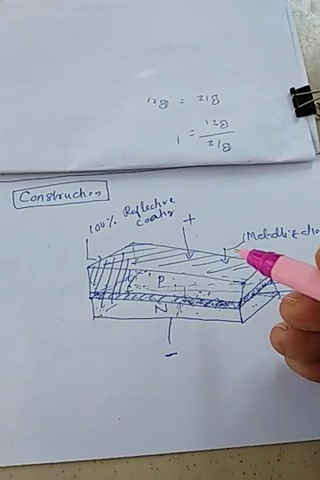 B12 = B21
B12
B21
= 1
Construction
100% Reflective
Coating
+
P
N
-